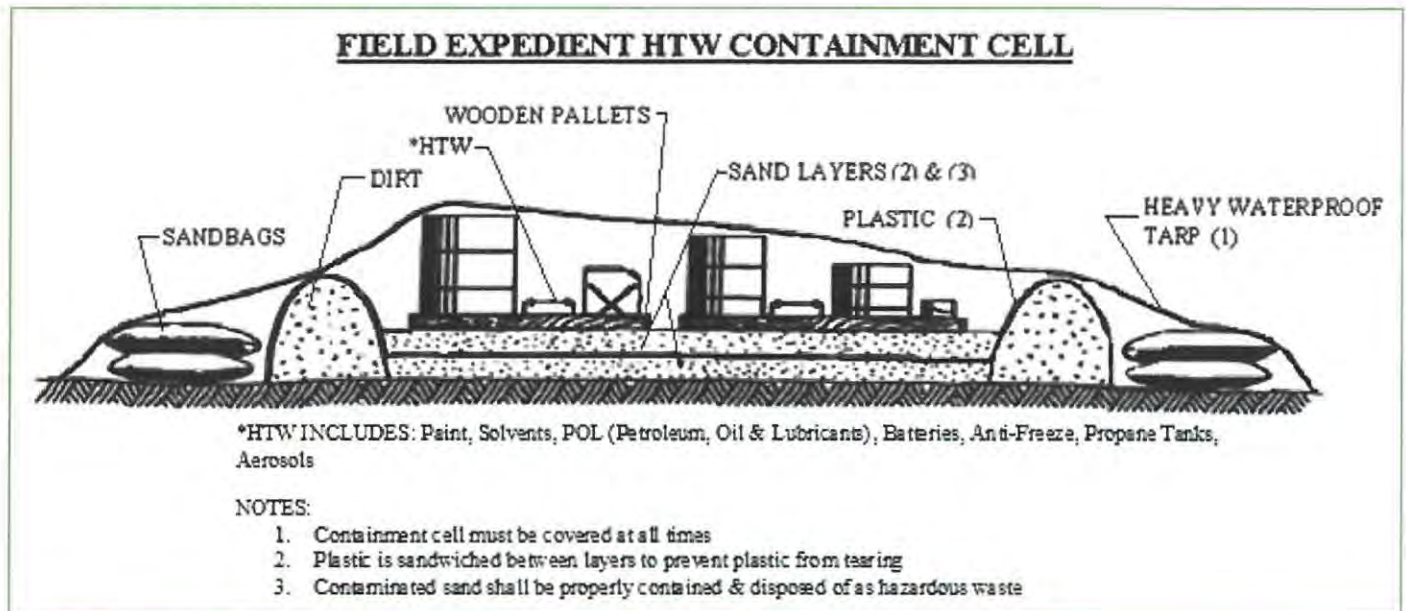 FIELD EXPEDIENT HTW CONTAINMENT CELL
WOODEN PALLETS
*HTW
DIRT
SAND LAYERS (2) & (3)
SANDBAGS
PLASTIC (2)
HEAVY WATERPROOF
TARP (1)
*HTW INCLUDES: Paint, Solvents, POL (Petroleum, Oil & Lubricants), Batteries, Anti-Freeze, Propane Tanks,
Aerosols
NOTES:
1. Containment cell must be covered at all times
2. Plastic is sandwiched between layers to prevent plastic from tearing
3. Contaminated sand shall be properly contained & disposed of as hazardous waste